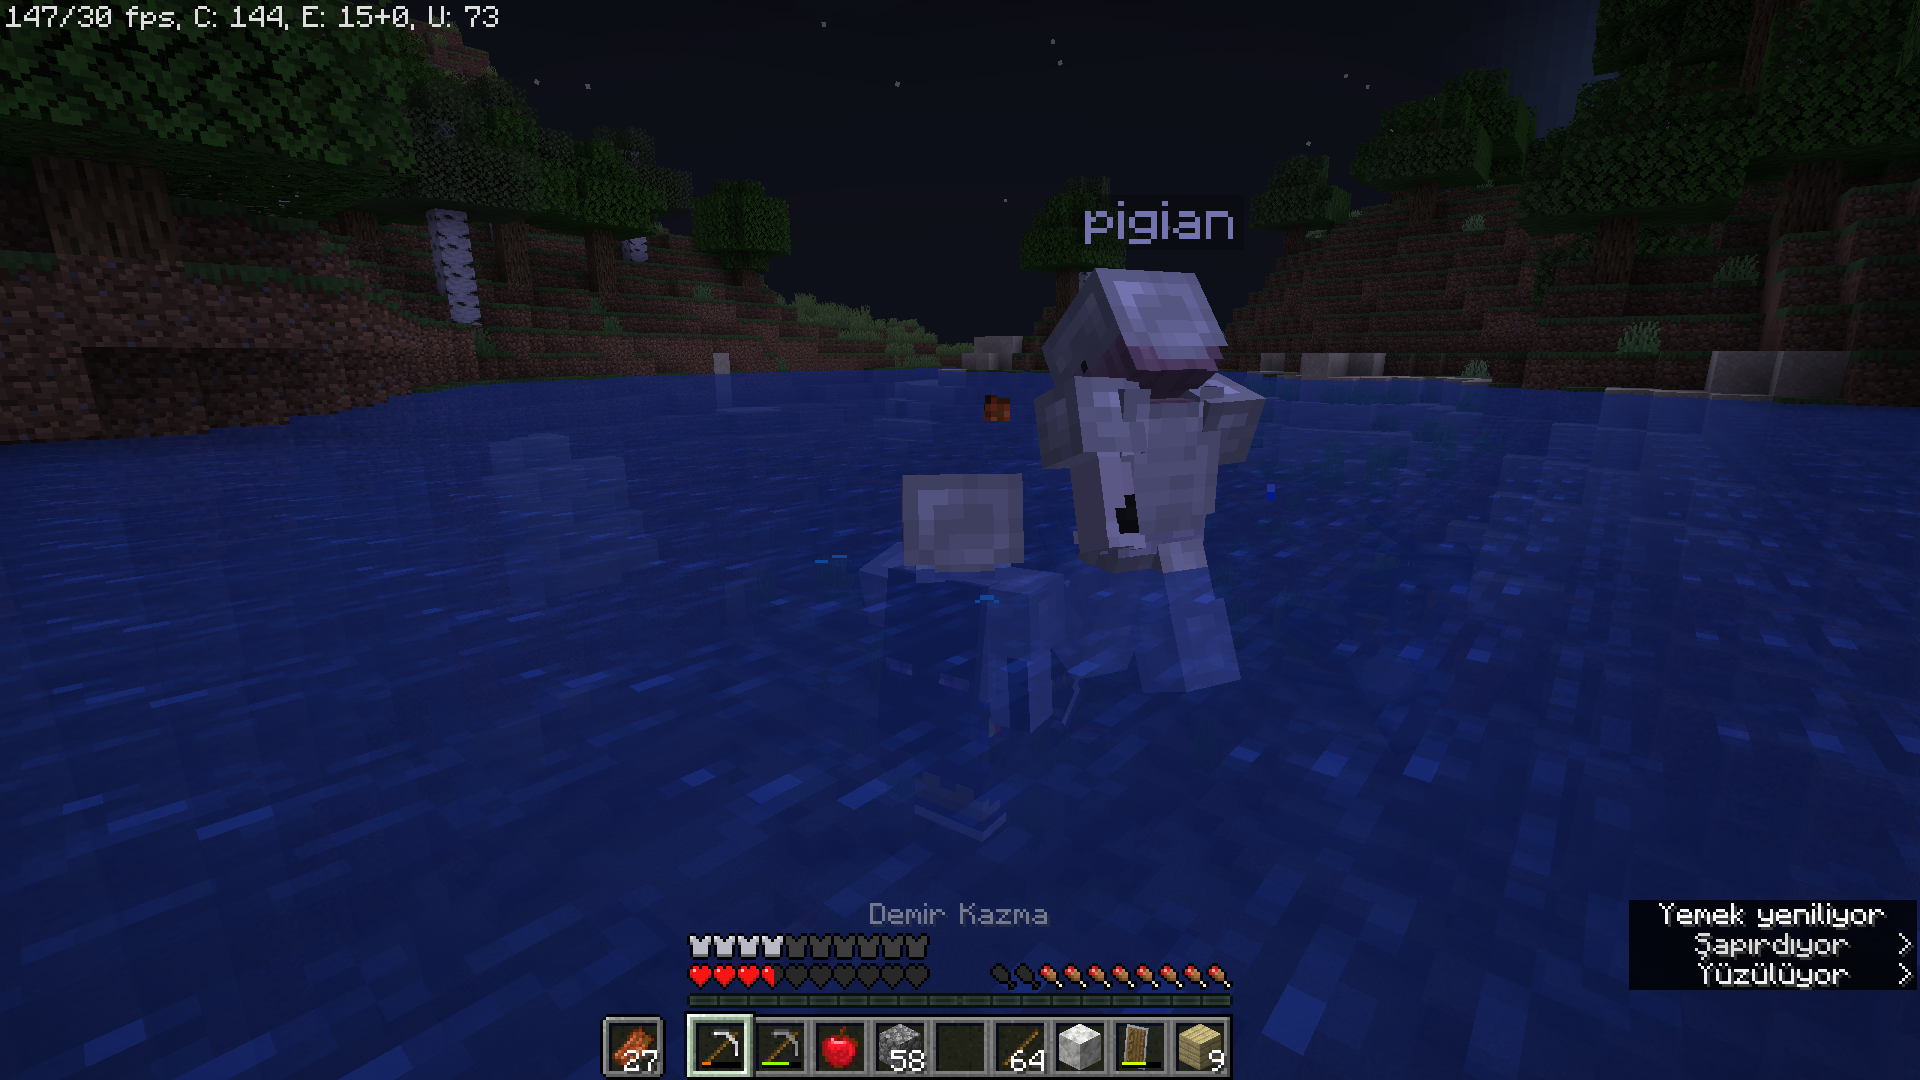 147/30 fps, C: 144, E: 15+0, U: 73
pigian
Demir Kazma
Yemek yeniliyor
Şapırdıyor >
Yüzülüyor >
27
58
64
9